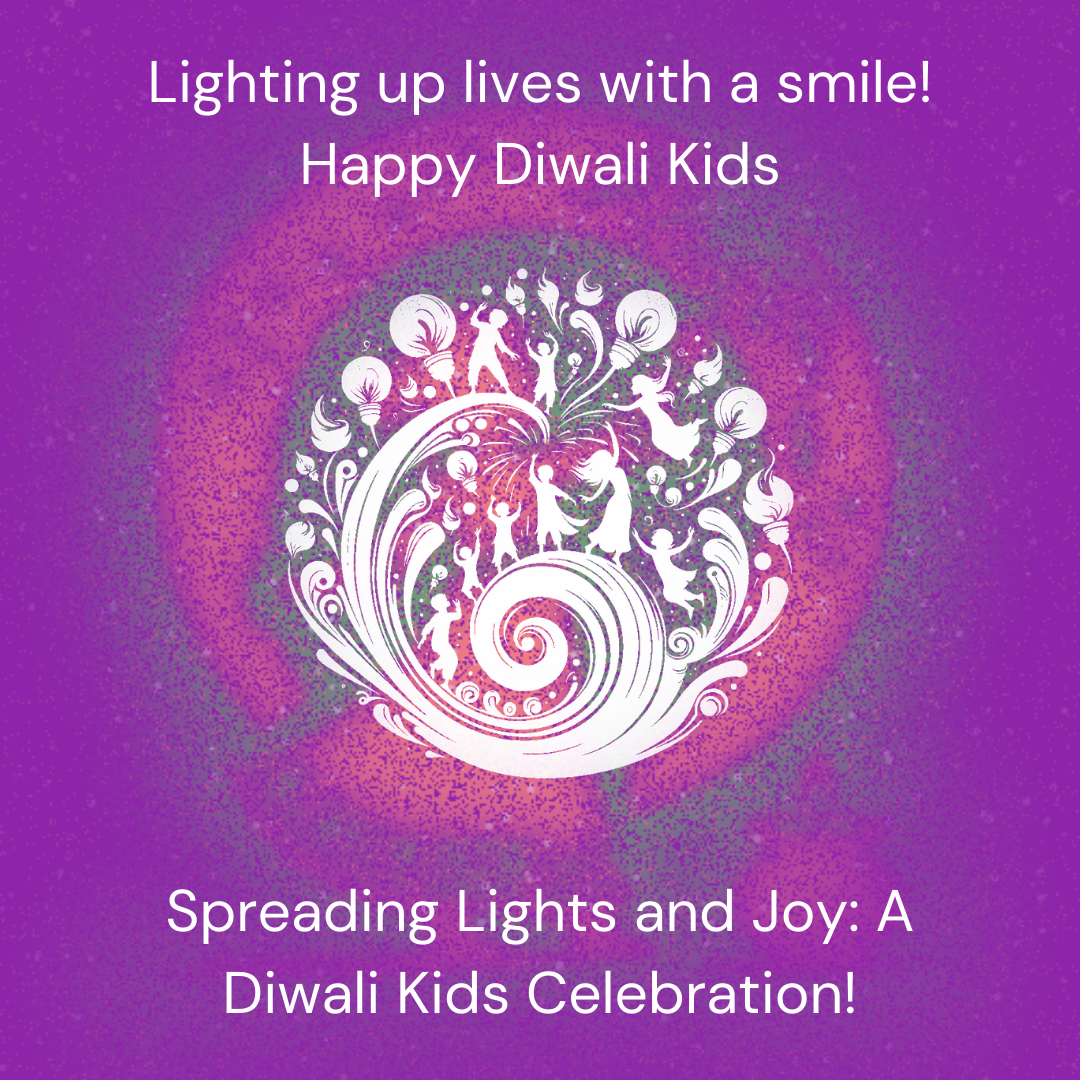 Lighting up lives with a smile!
Happy Diwali Kids
Spreading Lights and Joy: A
Diwali Kids Celebration!